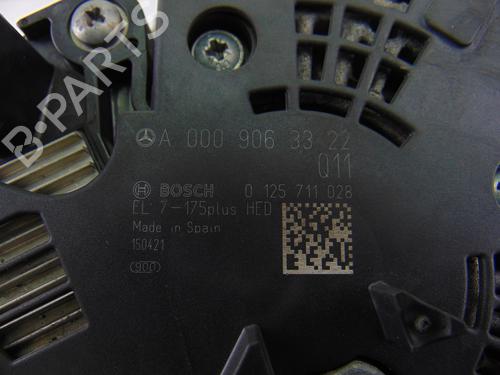 B-PARTS
A 000 906 33 22
Q11
BOSCH 0 125 711 028
EL 7-175plus HED
Made in Spain
150421
900